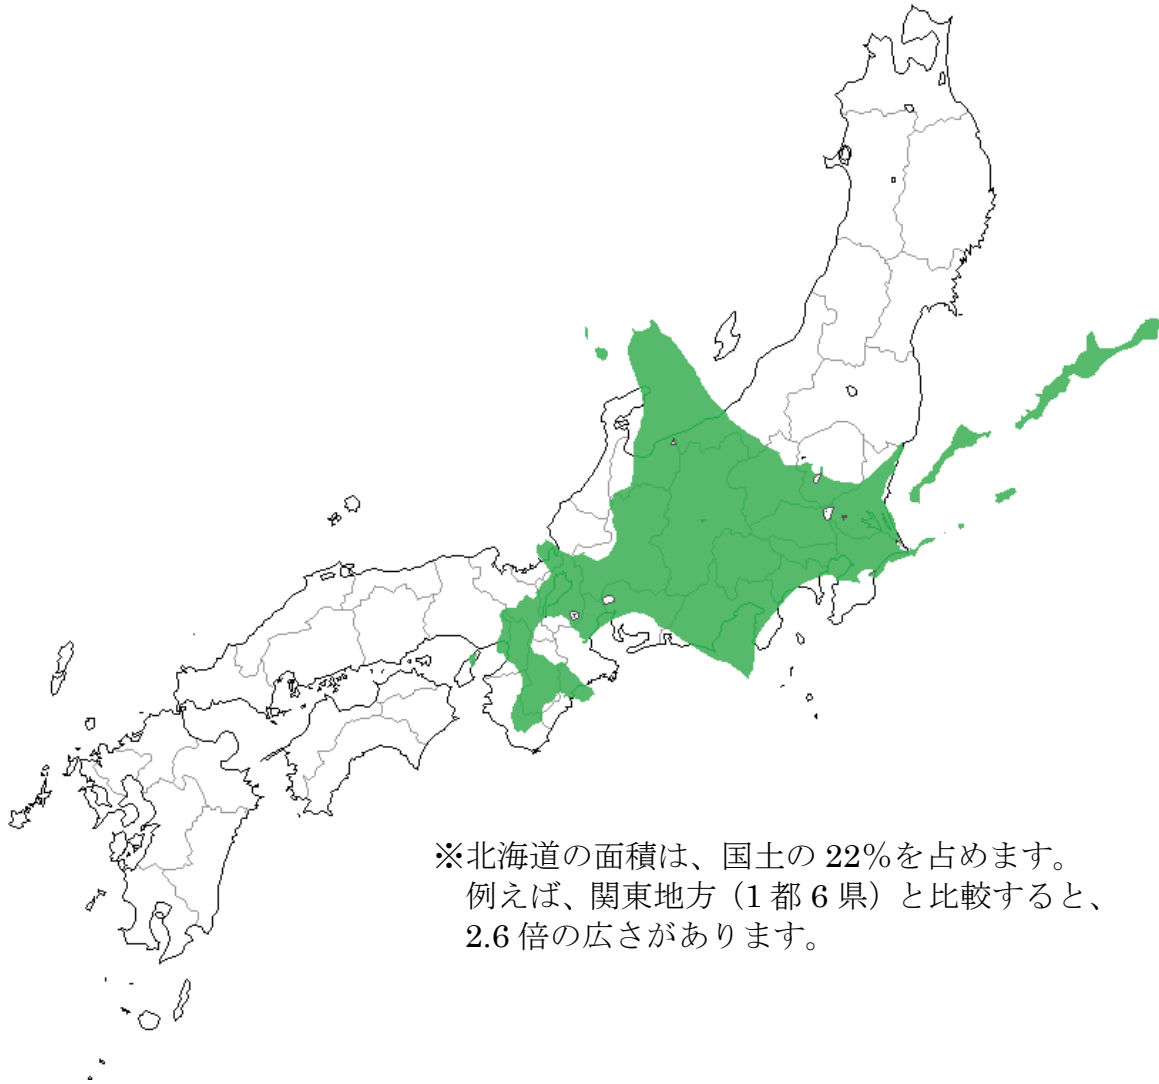 ※北海道の面積は、国土の 22%を占めます。
例えば、関東地方（1 都 6 県）と比較すると、
2.6 倍の広さがあります。